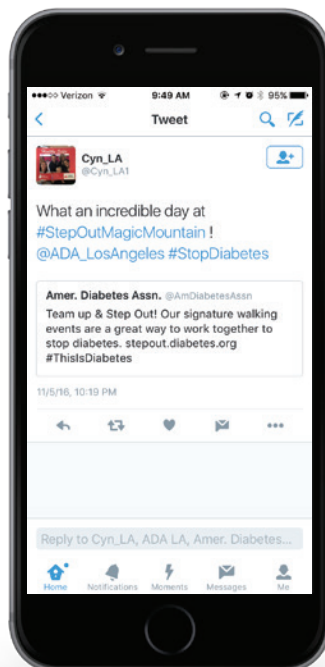 Verizon 9:49 AM 95%
Tweet
Cyn_LA
@Cyn_LA1
What an incredible day at
#StepOutMagicMountain !
@ADA_LosAngeles #StopDiabetes
Amer. Diabetes Assn. @AmDiabetesAssn
Team up & Step Out! Our signature walking
events are a great way to work together to
stop diabetes. stepout.diabetes.org
#ThisIsDiabetes
11/5/16, 10:19 PM
Reply to Cyn_LA, ADA LA, Amer. Diabetes...
Home Notifications Moments Messages Me